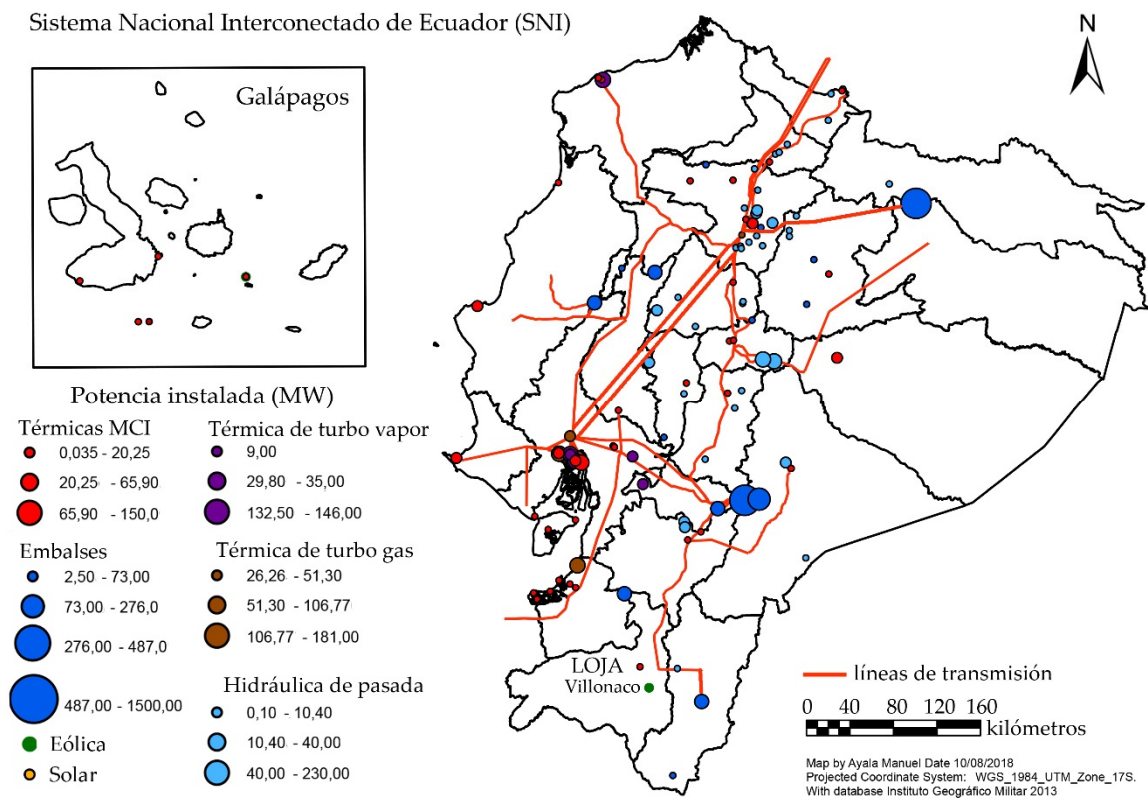 Sistema Nacional Interconectado de Ecuador (SNI)
Galápagos
N
Potencia instalada (MW)
Térmicas MCI
0,035 - 20,25
20,25 - 65,90
65,90 - 150,0
Térmica de turbo vapor
9,00
29,80 - 35,00
132,50 - 146,00
Embalses
2,50 - 73,00
73,00 - 276,0
276,00 - 487,0
487,00 - 1500,00
Eólica
Solar
Térmica de turbo gas
26,26 - 51,30
51,30 - 106,77
106,77 - 181,00
Hidráulica de pasada
0,10 - 10,40
10,40 - 40,00
40,00 - 230,00
LOJA
Villonaco
líneas de transmisión
0 40 80 120 160
kilómetros
Map by Ayala Manuel Date 10/08/2018
Projected Coordinate System: WGS_1984_UTM_Zone_17S.
With database Instituto Geográfico Militar 2013